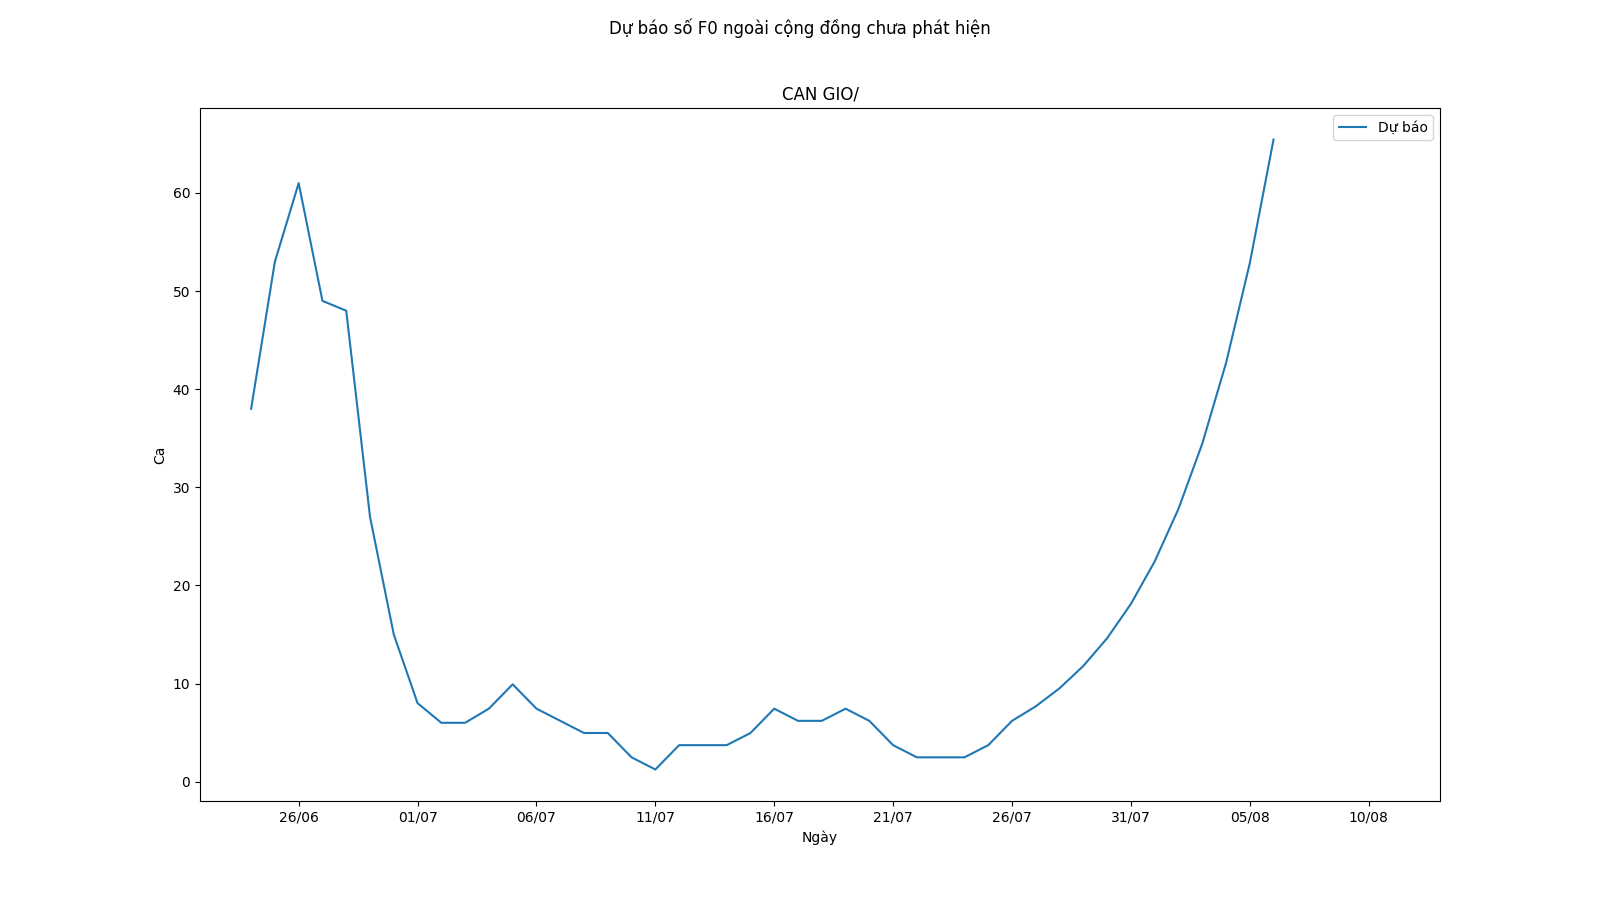 Dự báo số F0 ngoài cộng đồng chưa phát hiện
CAN GIO/
Dự báo
60
50
40
30
20
10
0
Ca
26/06 01/07 06/07 11/07 16/07 21/07 26/07 31/07 05/08 10/08
Ngày